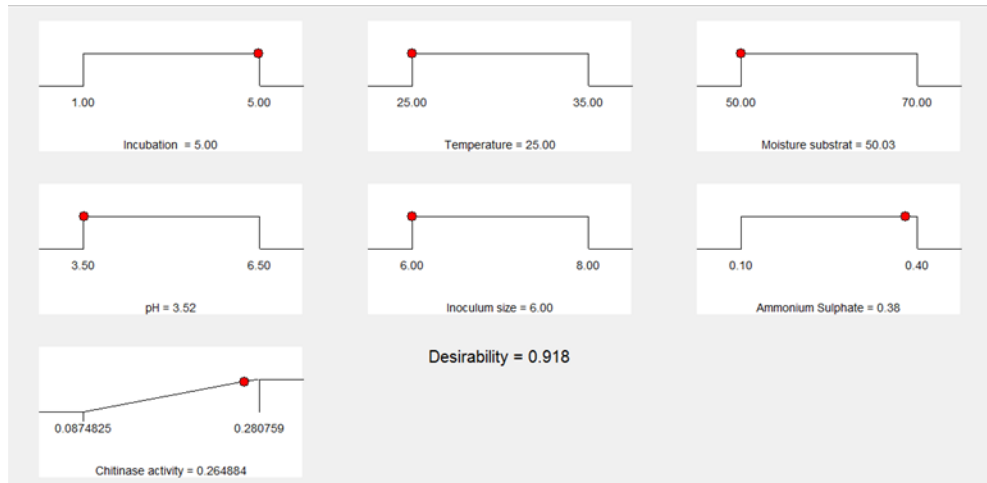 1.00 5.00
Incubation = 5.00
25.00 35.00
Temperature = 25.00
50.00 70.00
Moisture substrat = 50.03
3.50 6.50
pH = 3.52
6.00 8.00
Inoculum size = 6.00
0.10 0.40
Ammonium Sulphate = 0.38
0.0874825 0.280759
Chitinase activity = 0.264884
Desirability = 0.918